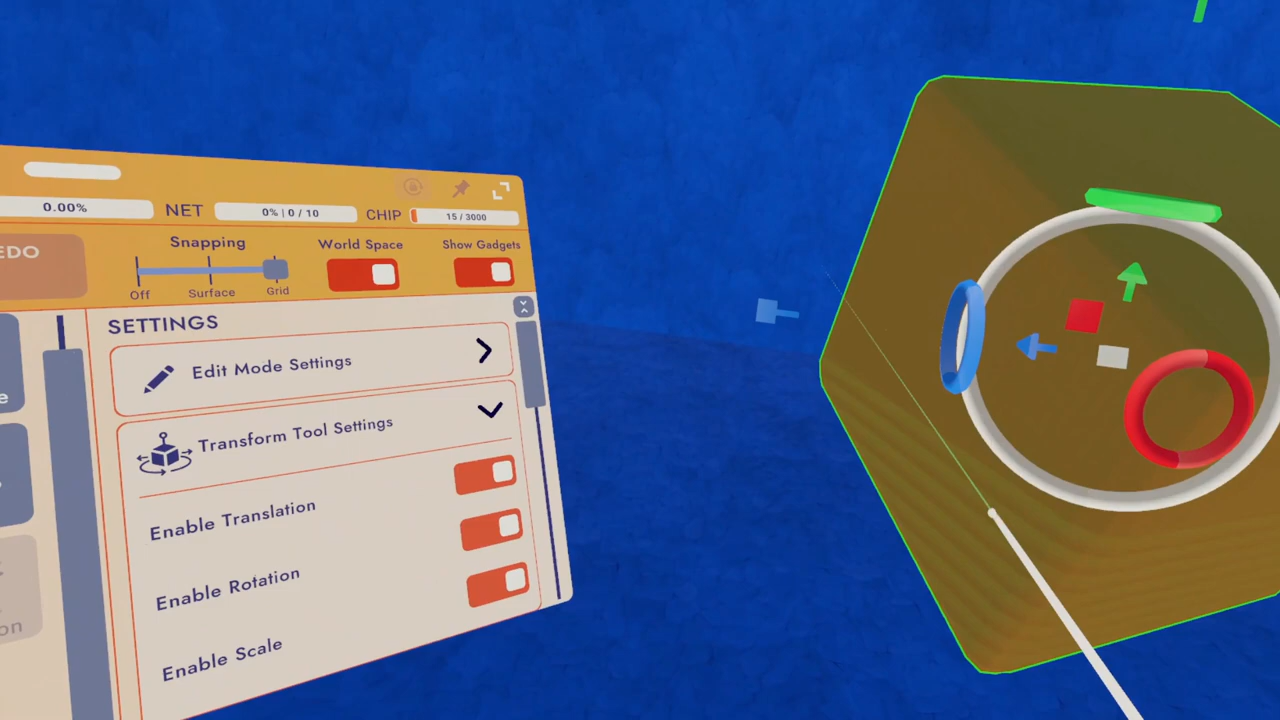 0.00% NET 0% | 0 / 10 CHIP 15 / 3000
EDO
Snapping
World Space
Show Gadgets
Off Surface Grid
SETTINGS
Edit Mode Settings
Transform Tool Settings
Enable Translation
Enable Rotation
Enable Scale
e
on